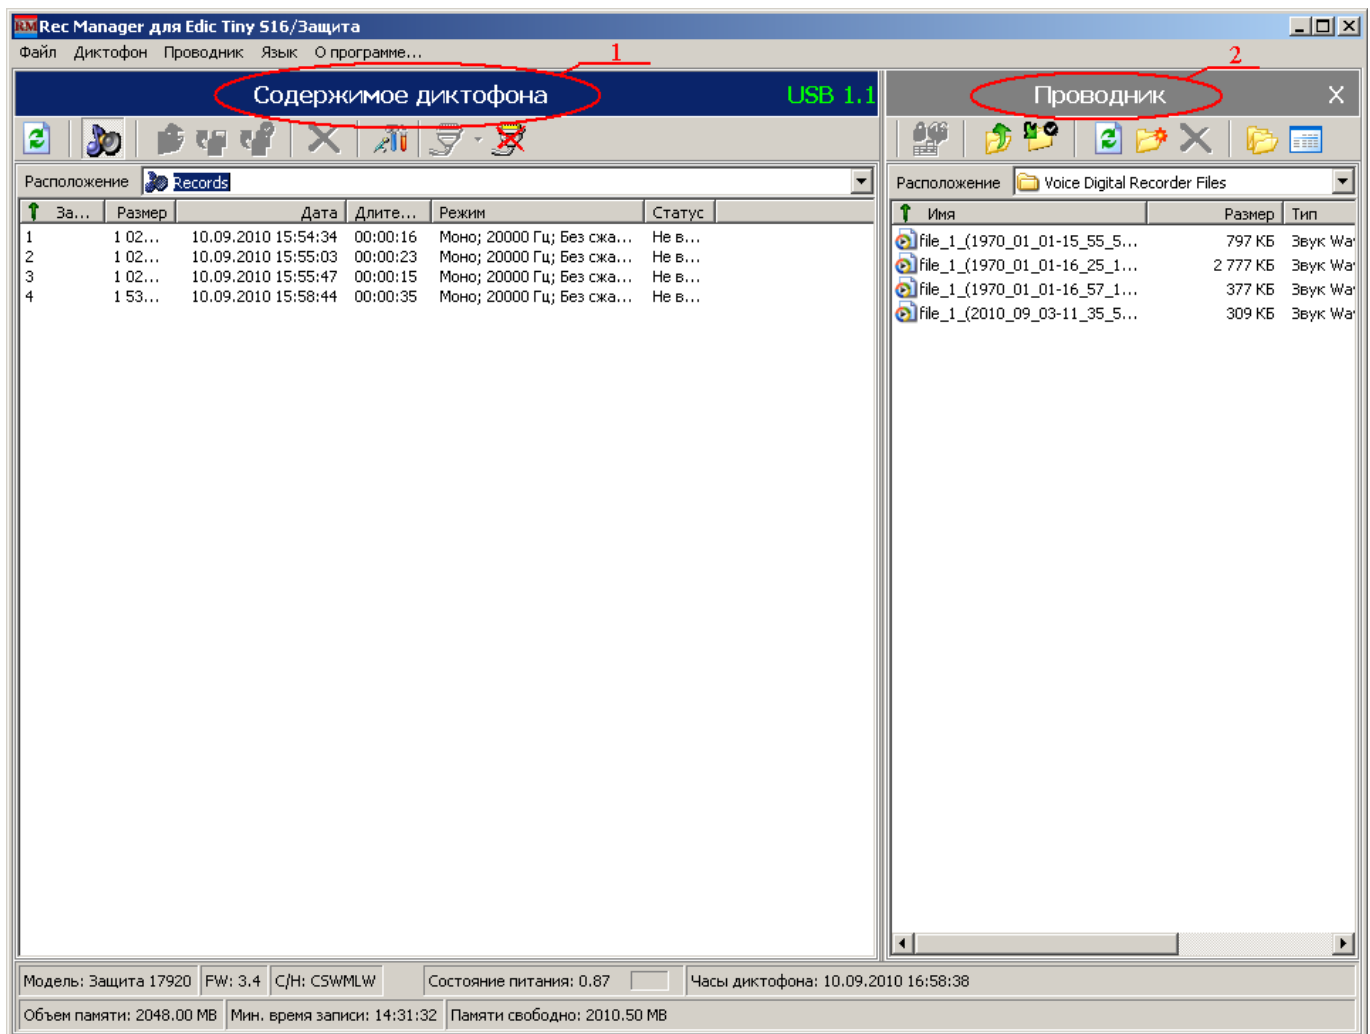 Rec Manager для Edic Tiny S16/Защита
Файл Диктофон Проводник Язык О программе...
1
2
Содержимое диктофона USB 1.1
Проводник X
Расположение Records
Расположение Voice Digital Recorder Files
За... Размер Дата Длите... Режим Статус
1 1 02... 10.09.2010 15:54:34 00:00:16 Моно; 20000 Гц; Без сжа... Не в...
2 1 02... 10.09.2010 15:55:03 00:00:23 Моно; 20000 Гц; Без сжа... Не в...
3 1 02... 10.09.2010 15:55:47 00:00:15 Моно; 20000 Гц; Без сжа... Не в...
4 1 53... 10.09.2010 15:58:44 00:00:35 Моно; 20000 Гц; Без сжа... Не в...
Имя Размер Тип
file_1_(1970_01_01-15_55_5... 797 КБ Звук Wa
file_1_(1970_01_01-16_25_1... 2 777 КБ Звук Wa
file_1_(1970_01_01-16_57_1... 377 КБ Звук Wa
file_1_(2010_09_03-11_35_5... 309 КБ Звук Wa
Модель: Защита 17920 FW: 3.4 С/Н: CSWMLW Состояние питания: 0.87 Часы диктофона: 10.09.2010 16:58:38
Объем памяти: 2048.00 MB Мин. время записи: 14:31:32 Памяти свободно: 2010.50 MB